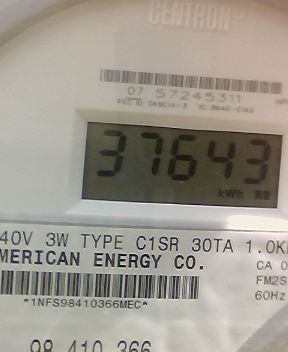 CENTRON
07 57245311
37643
kWh
40V 3W TYPE C1SR 30TA 1.0K
MERICAN ENERGY CO.
CA 0
FM2S
60Hz
*1NFS98410366MEC*
98 410 366